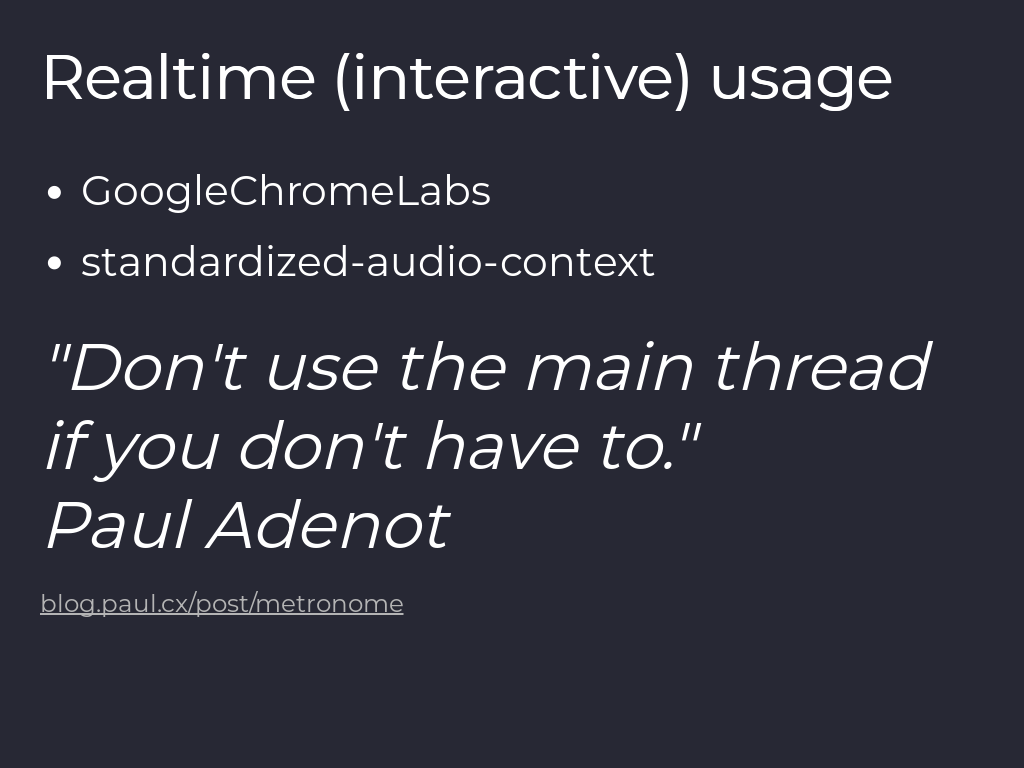 Realtime (interactive) usage
• GoogleChromeLabs
• standardized-audio-context
"Don't use the main thread
if you don't have to."
Paul Adenot
blog.paul.cx/post/metronome